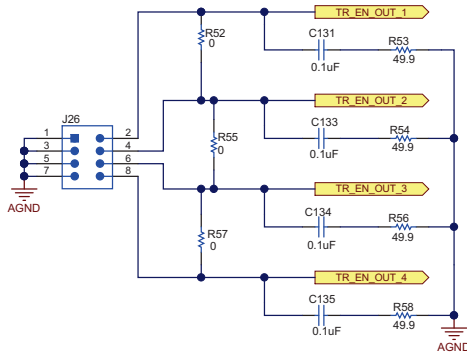 TR_EN_OUT_1
R52
0
C131
0.1uF
R53
49.9
TR_EN_OUT_2
J26
1
2
3
4
5
6
7
8
AGND
R55
0
C133
0.1uF
R54
49.9
TR_EN_OUT_3
R57
0
C134
0.1uF
R56
49.9
TR_EN_OUT_4
C135
0.1uF
R58
49.9
AGND